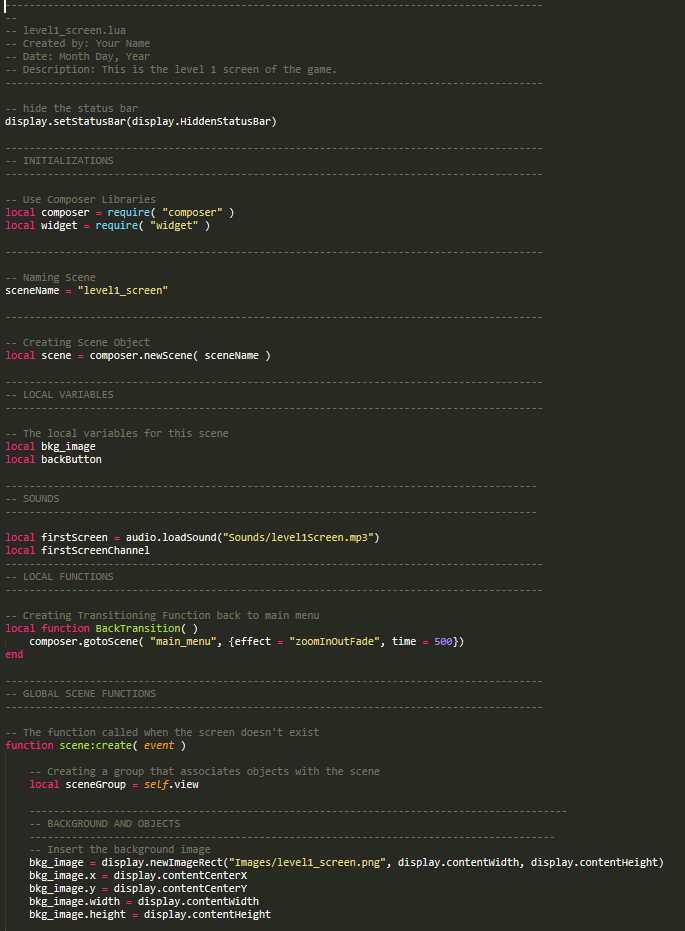 -----------------------------------------------------------------------------------------
--
-- level1_screen.lua
-- Created by: Your Name
-- Date: Month Day, Year
-- Description: This is the level 1 screen of the game.
-----------------------------------------------------------------------------------------
-- hide the status bar
display.setStatusBar(display.HiddenStatusBar)
-----------------------------------------------------------------------------------------
-- INITIALIZATIONS
-----------------------------------------------------------------------------------------
-- Use Composer Libraries
local composer = require( "composer" )
local widget = require( "widget" )
-----------------------------------------------------------------------------------------
-- Naming Scene
sceneName = "level1_screen"
-----------------------------------------------------------------------------------------
-- Creating Scene Object
local scene = composer.newScene( sceneName )
-----------------------------------------------------------------------------------------
-- LOCAL VARIABLES
-----------------------------------------------------------------------------------------
-- The local variables for this scene
local bkg_image
local backButton
----------------------------------------------------------------------------------------
-- SOUNDS
----------------------------------------------------------------------------------------
local firstScreen = audio.loadSound("Sounds/level1Screen.mp3")
local firstScreenChannel
-----------------------------------------------------------------------------------------
-- LOCAL FUNCTIONS
-----------------------------------------------------------------------------------------
-- Creating Transitioning Function back to main menu
local function BackTransition( )
    composer.gotoScene( "main_menu", {effect = "zoomInOutFade", time = 500})
end
-----------------------------------------------------------------------------------------
-- GLOBAL SCENE FUNCTIONS
-----------------------------------------------------------------------------------------
-- The function called when the screen doesn't exist
function scene:create( event )
    -- Creating a group that associates objects with the scene
    local sceneGroup = self.view
    -----------------------------------------------------------------------------------------
    -- BACKGROUND AND OBJECTS
    ---------------------------------------------------------------------------------------
    -- Insert the background image
    bkg_image = display.newImageRect("Images/level1_screen.png", display.contentWidth, display.contentHeight)
    bkg_image.x = display.contentCenterX
    bkg_image.y = display.contentCenterY
    bkg_image.width = display.contentWidth
    bkg_image.height = display.contentHeight